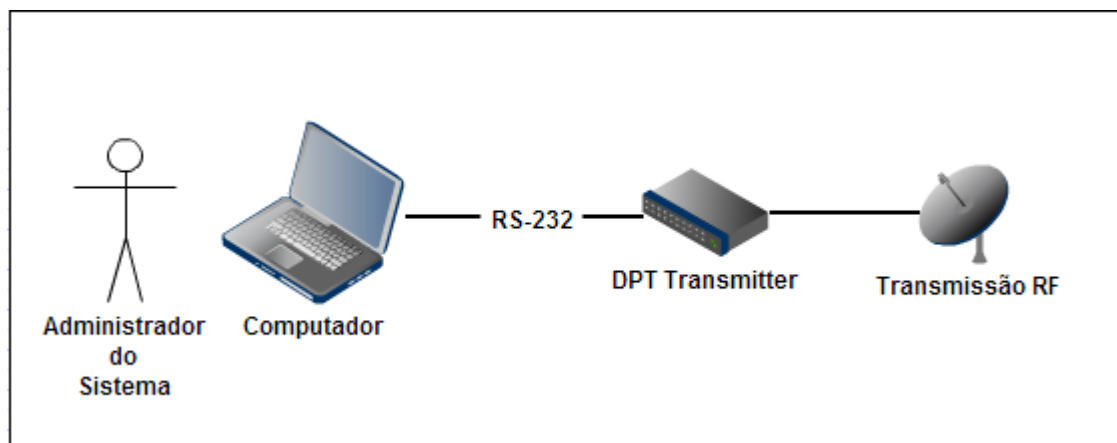 RS-232
DPT Transmitter
Transmissão RF
Administrador
do
Sistema
Computador